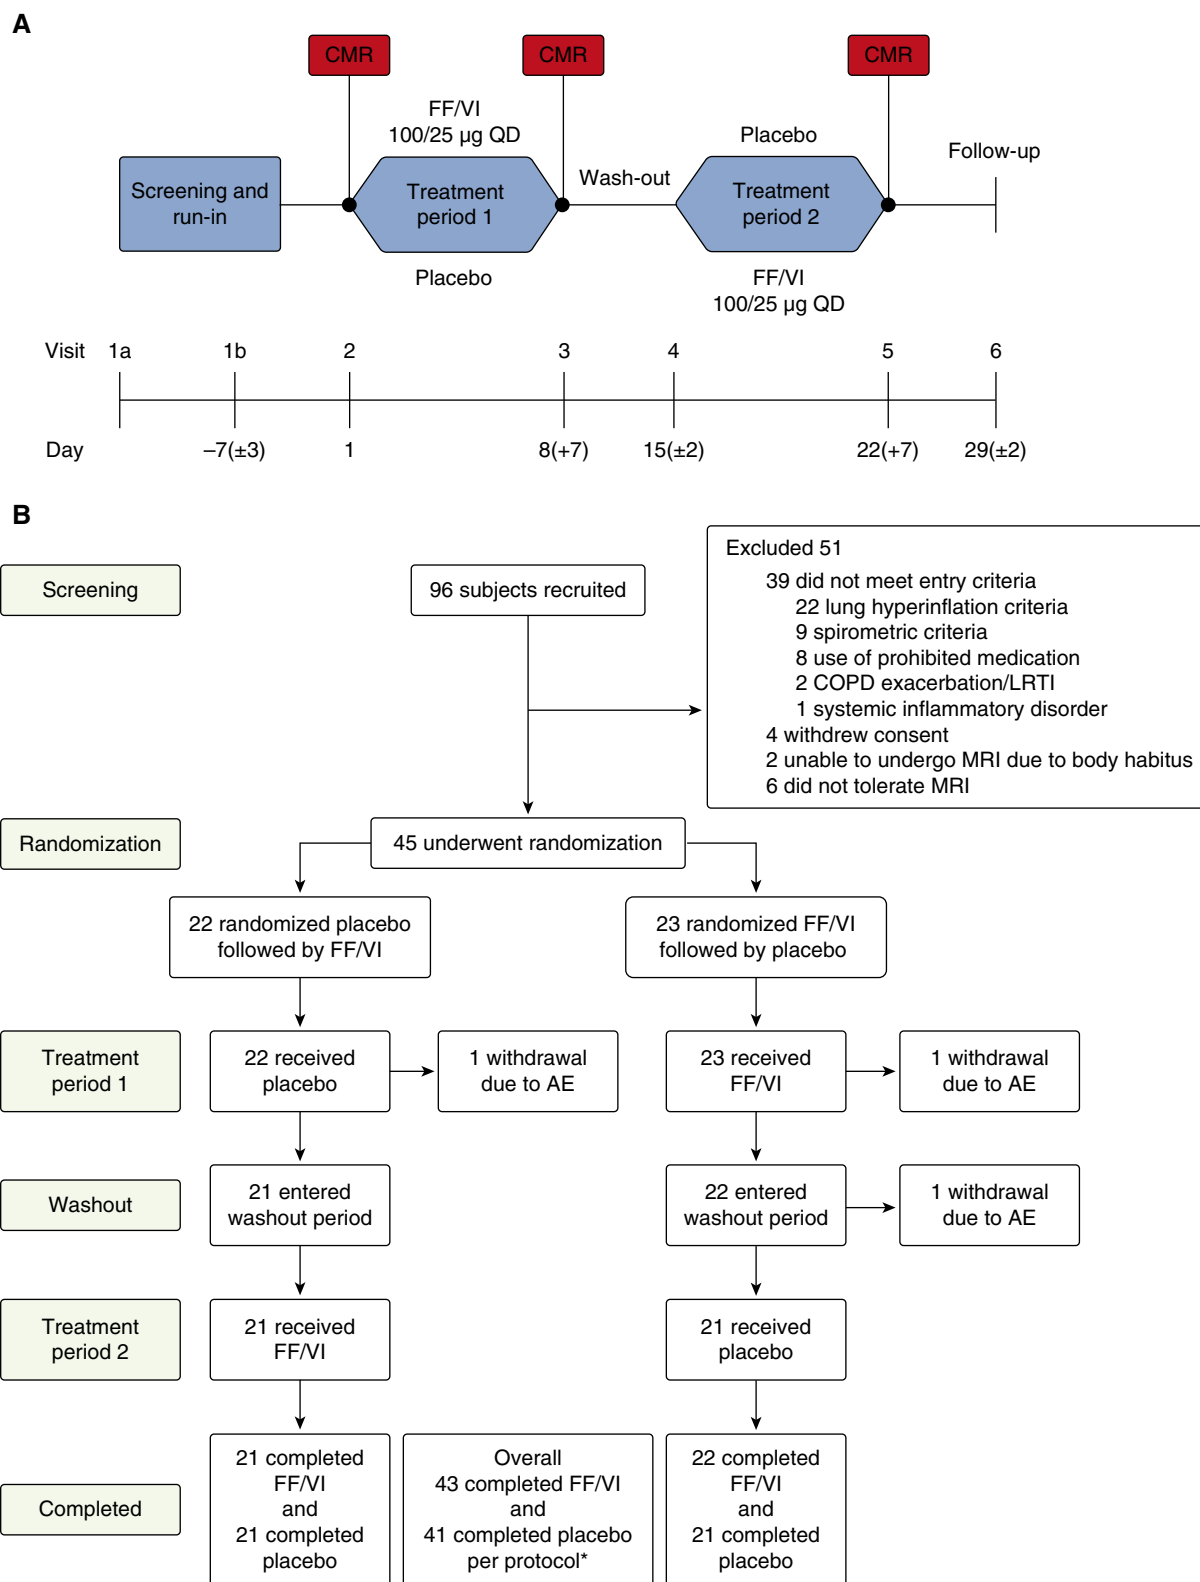 A
CMR
CMR
CMR
FF/VI
100/25 µg QD
Placebo
Follow-up
Screening and
run-in
Treatment
period 1
Wash-out
Treatment
period 2
Placebo
FF/VI
100/25 µg QD
Visit 1a 1b 2 3 4 5 6
Day –7(±3) 1 8(+7) 15(±2) 22(+7) 29(±2)
B
Screening
96 subjects recruited
Excluded 51
39 did not meet entry criteria
22 lung hyperinflation criteria
9 spirometric criteria
8 use of prohibited medication
2 COPD exacerbation/LRTI
1 systemic inflammatory disorder
4 withdrew consent
2 unable to undergo MRI due to body habitus
6 did not tolerate MRI
Randomization
45 underwent randomization
22 randomized placebo
followed by FF/VI
23 randomized FF/VI
followed by placebo
Treatment
period 1
22 received
placebo
1 withdrawal
due to AE
23 received
FF/VI
1 withdrawal
due to AE
Washout
21 entered
washout period
22 entered
washout period
1 withdrawal
due to AE
Treatment
period 2
21 received
FF/VI
21 received
placebo
Completed
21 completed
FF/VI
and
21 completed
placebo
Overall
43 completed FF/VI
and
41 completed placebo
per protocol*
22 completed
FF/VI
and
21 completed
placebo